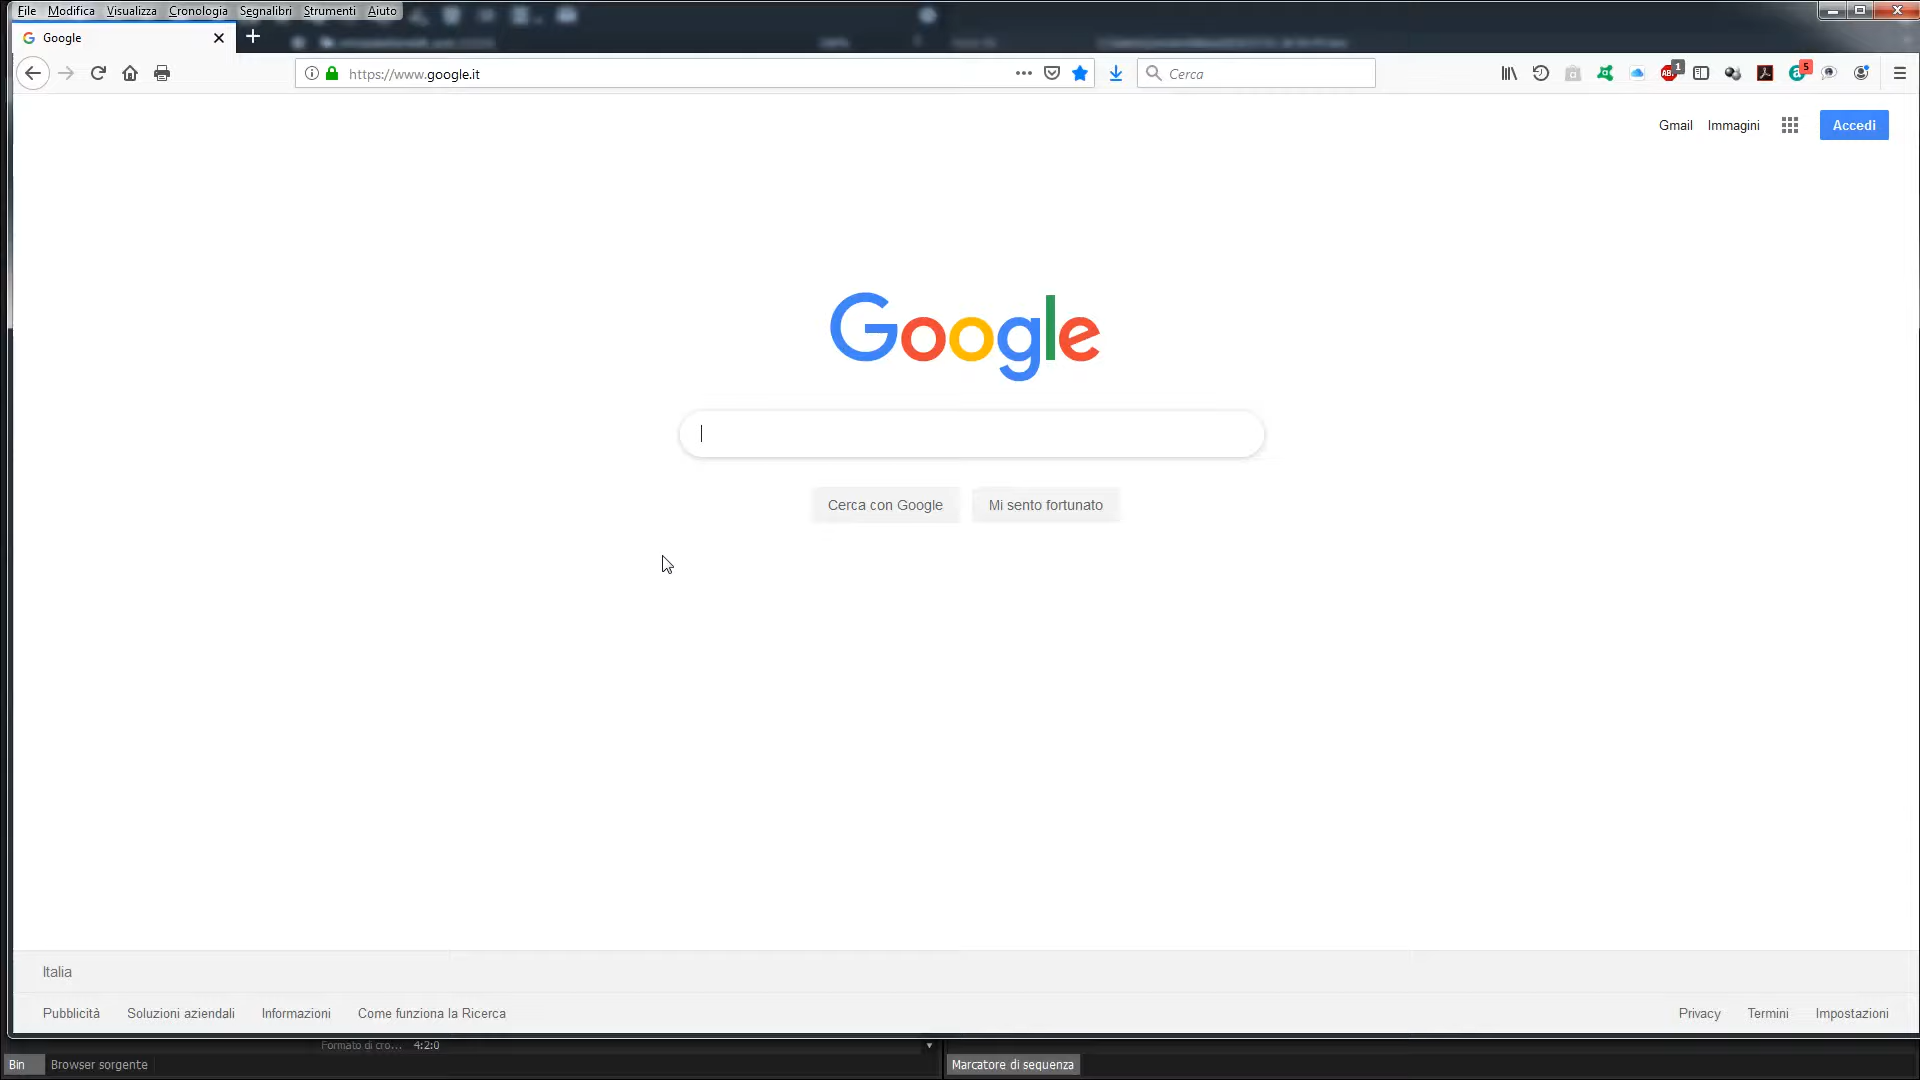 File Modifica Visualizza Cronologia Segnalibri Strumenti Aiuto
Google
https://www.google.it
Cerca
1
5
Gmail Immagini Accedi
Google
Cerca con Google Mi sento fortunato
Italia
Pubblicità Soluzioni aziendali Informazioni Come funziona la Ricerca Privacy Termini Impostazioni
Formato di cro... 4:2:0
Bin Browser sorgente Marcatore di sequenza